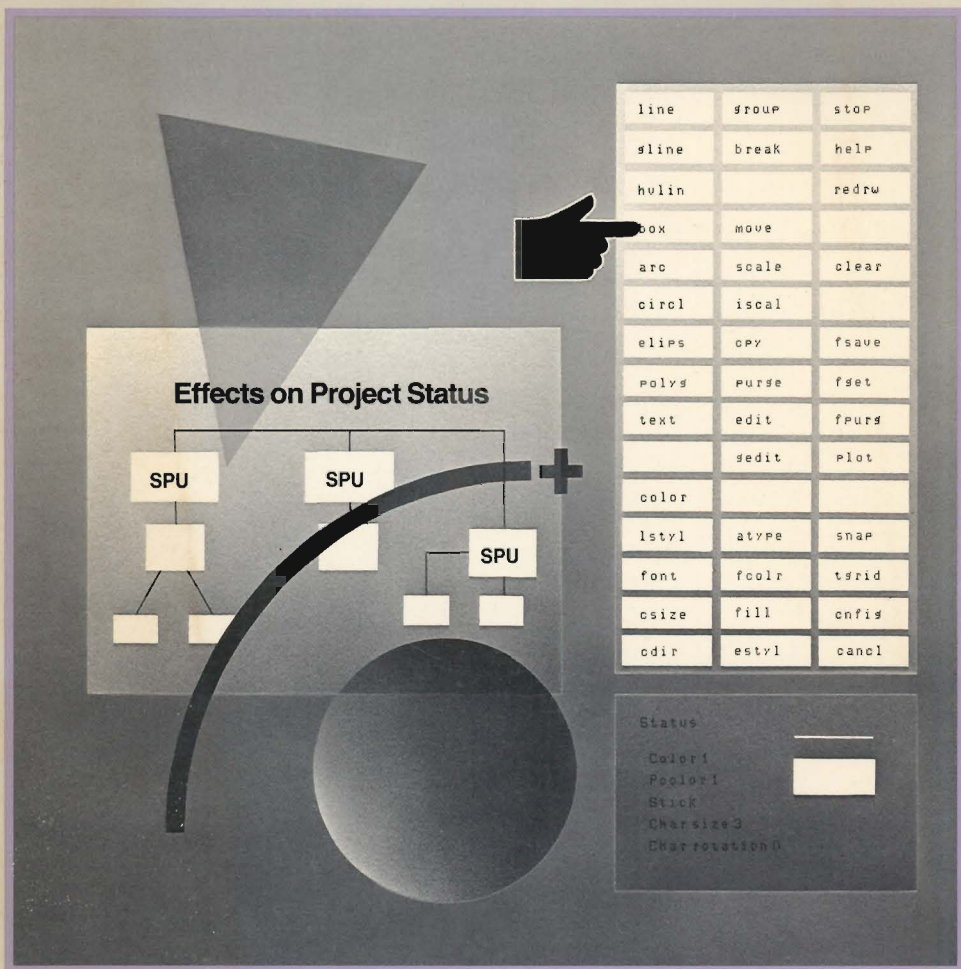 line group stop
gline break help
hvlin redrw
box move
arc scale clear
circl iscal
elips cpy fsave
polyg purge fget
text edit fpurg
gedit plot
color
lstyl atype snap
font fcolr tgrid
csize fill cnfig
cdir estyl cancl
Effects on Project Status
SPU SPU
SPU
Status
Color1
Pcolor1
Stick
Charsize3
Charrotation0